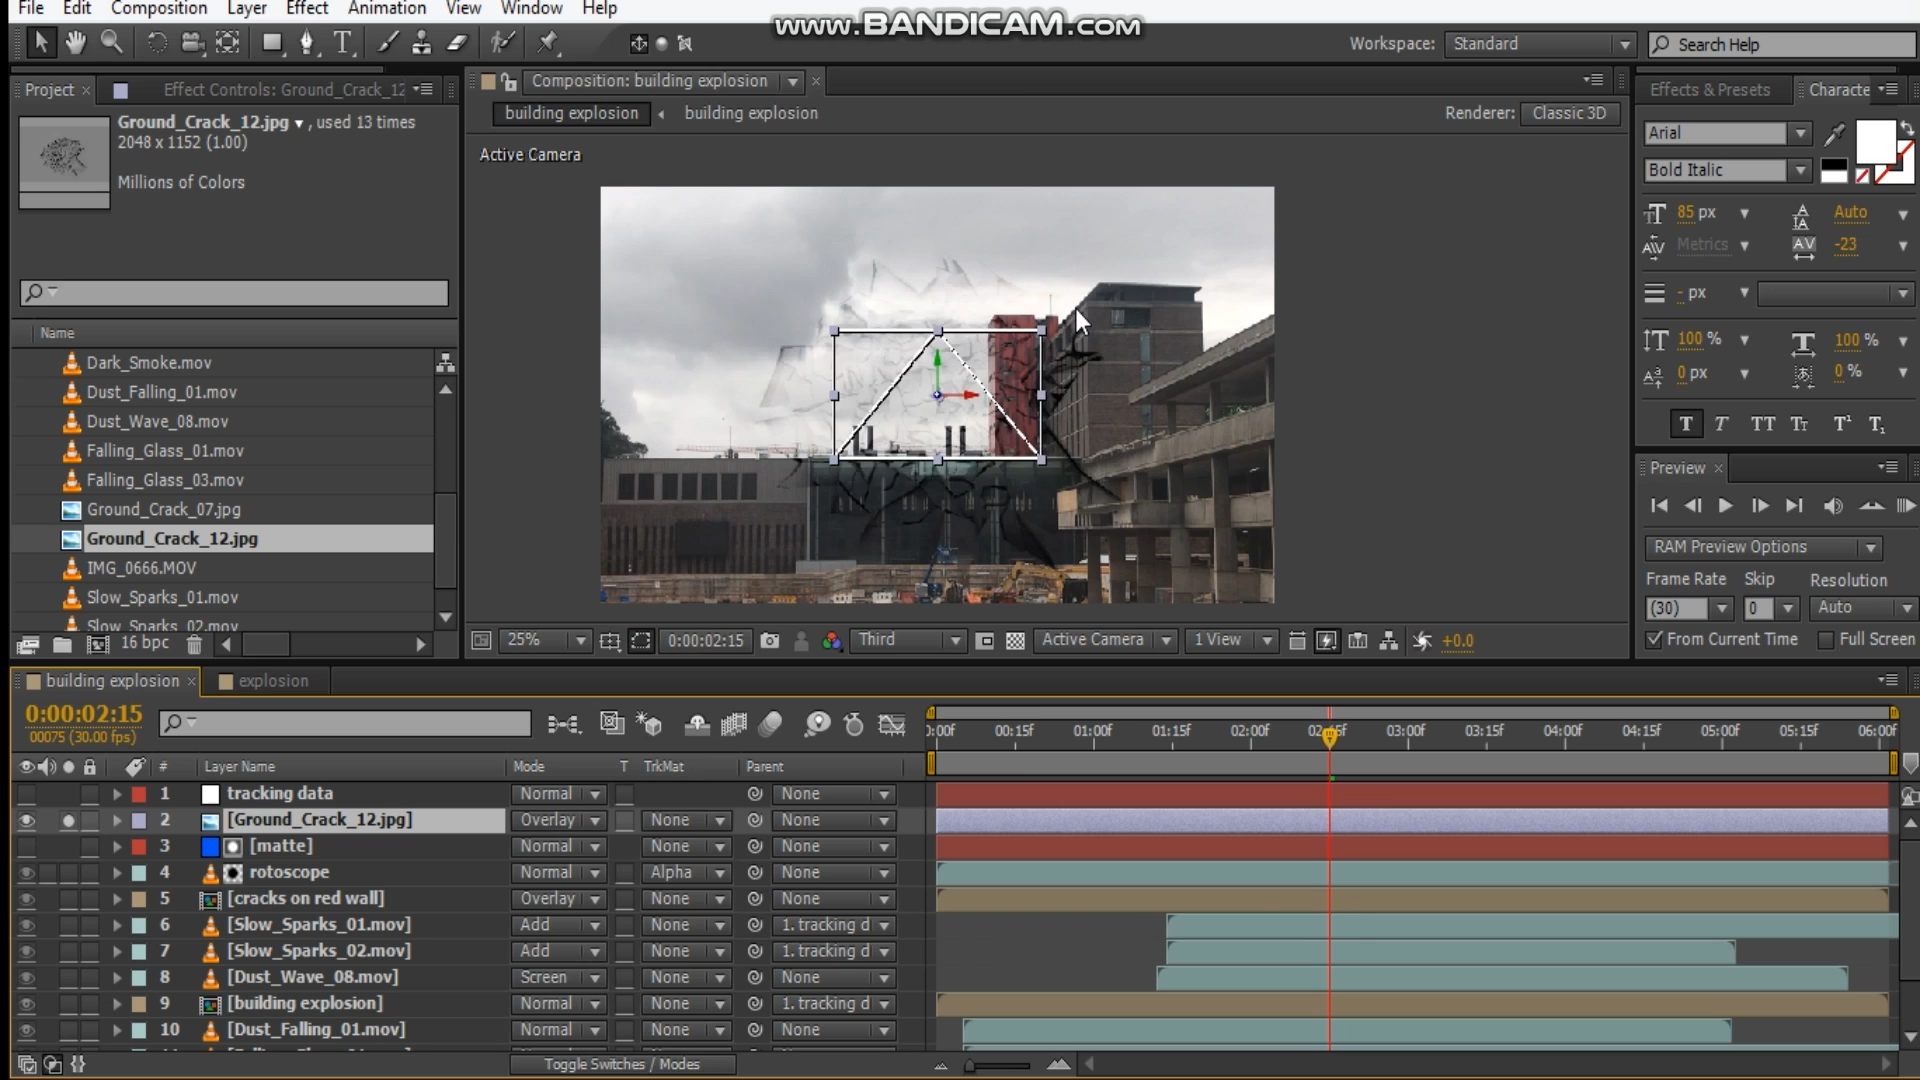 File Edit Composition Layer Effect Animation View Window Help
www.BANDICAM.com
Workspace: Standard
Search Help
Project × Effect Controls: Ground_Crack_12
Composition: building explosion ×
Effects & Presets
Characte
Ground_Crack_12.jpg ▼ , used 13 times
2048 x 1152 (1.00)
Millions of Colors
building explosion ◂ building explosion
Renderer: Classic 3D
Active Camera
Arial
Bold Italic
85 px
Auto
Metrics
-23
- px
100 %
100 %
0 px
0 %
T T TT Tt T¹ T,
Name
Dark_Smoke.mov
Dust_Falling_01.mov
Dust_Wave_08.mov
Falling_Glass_01.mov
Falling_Glass_03.mov
Ground_Crack_07.jpg
Ground_Crack_12.jpg
IMG_0666.MOV
Slow_Sparks_01.mov
Slow_Sparks_02.mov
16 bpc
25% 0:00:02:15 Third Active Camera 1 View +0.0
Preview ×
RAM Preview Options
Frame Rate Skip Resolution
(30) 0 Auto
From Current Time Full Screen
building explosion × explosion
0:00:02:15
00075 (30.00 fps)
0:00f 00:15f 01:00f 01:15f 02:00f 02:15f 03:00f 03:15f 04:00f 04:15f 05:00f 05:15f 06:00f
# Layer Name Mode T TrkMat Parent
1 tracking data Normal None
2 [Ground_Crack_12.jpg] Overlay None None
3 [matte] Normal None None
4 rotoscope Normal Alpha None
5 [cracks on red wall] Overlay None None
6 [Slow_Sparks_01.mov] Add None 1. tracking d
7 [Slow_Sparks_02.mov] Add None 1. tracking d
8 [Dust_Wave_08.mov] Screen None None
9 [building explosion] Normal None 1. tracking d
10 [Dust_Falling_01.mov] Normal None None
Toggle Switches / Modes